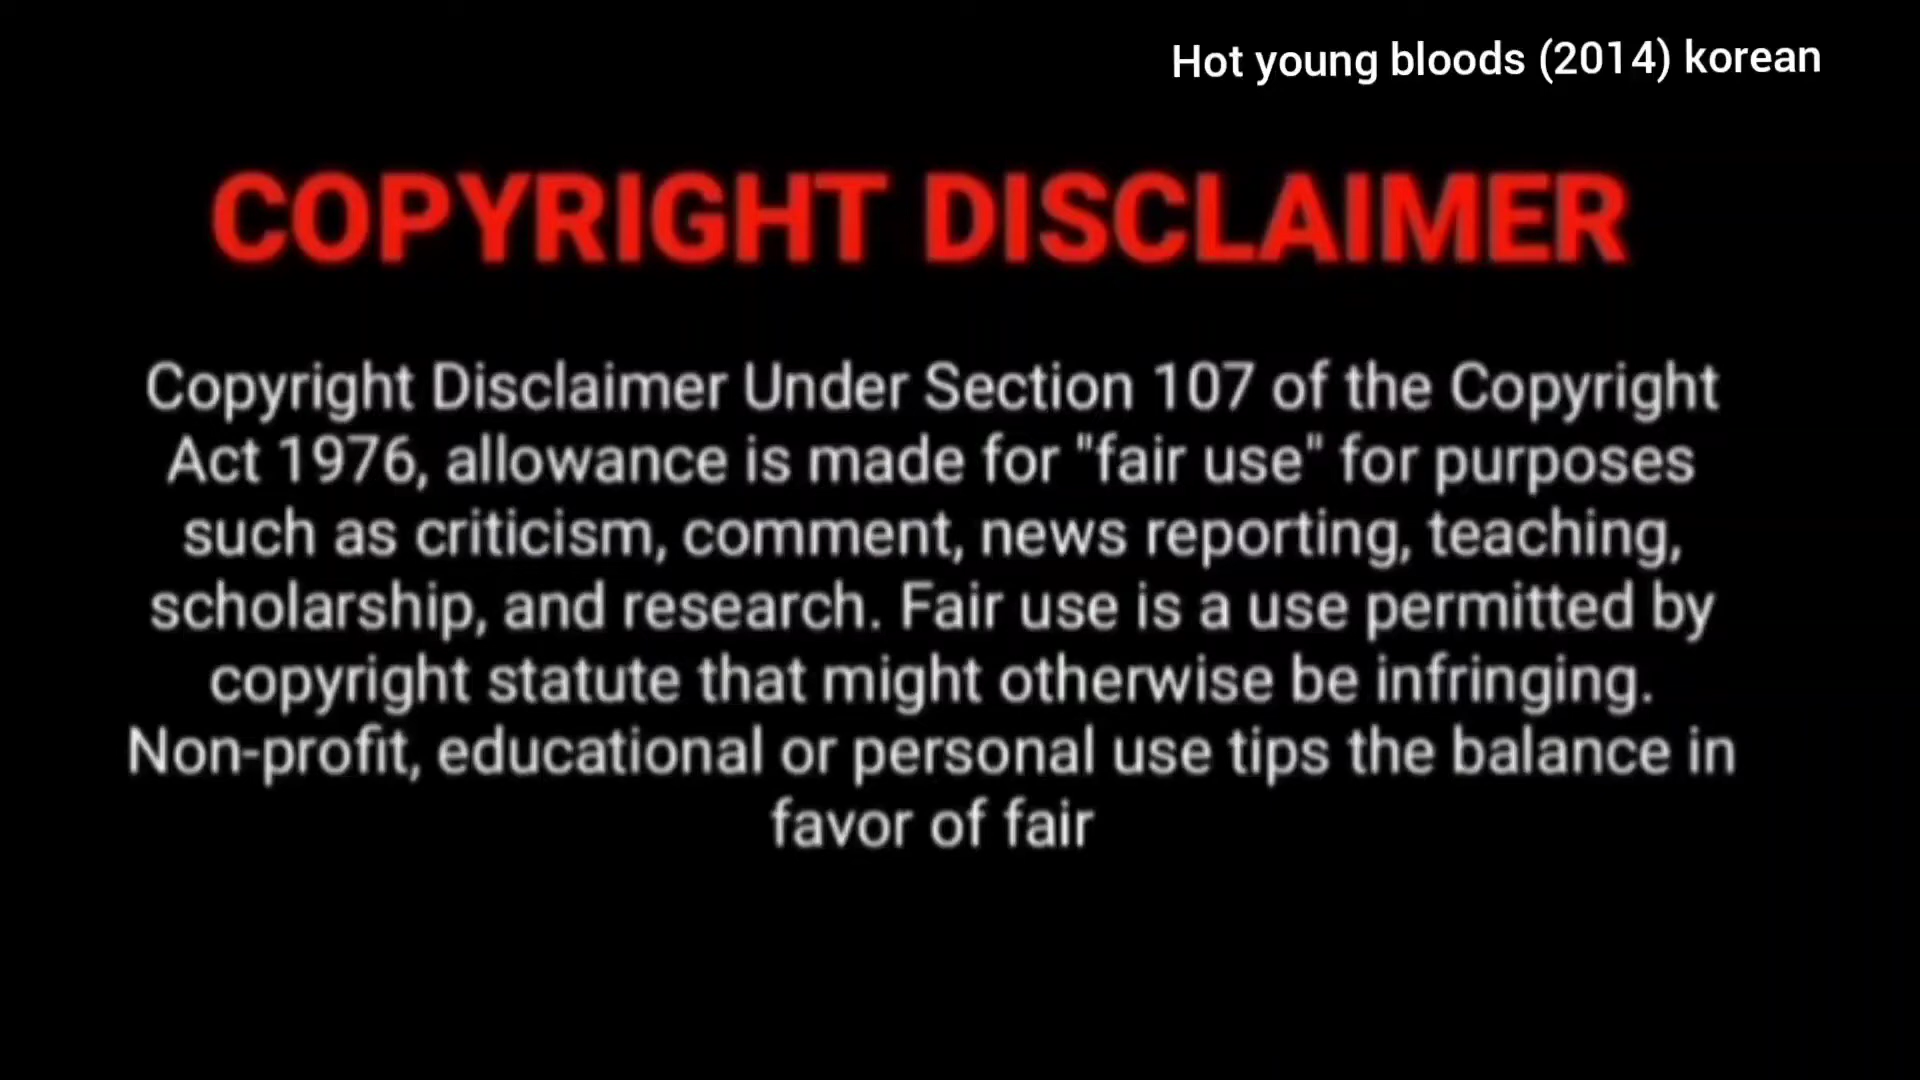 Hot young bloods (2014) korean
COPYRIGHT DISCLAIMER
Copyright Disclaimer Under Section 107 of the Copyright
Act 1976, allowance is made for "fair use" for purposes
such as criticism, comment, news reporting, teaching,
scholarship, and research. Fair use is a use permitted by
copyright statute that might otherwise be infringing.
Non-profit, educational or personal use tips the balance in
favor of fair